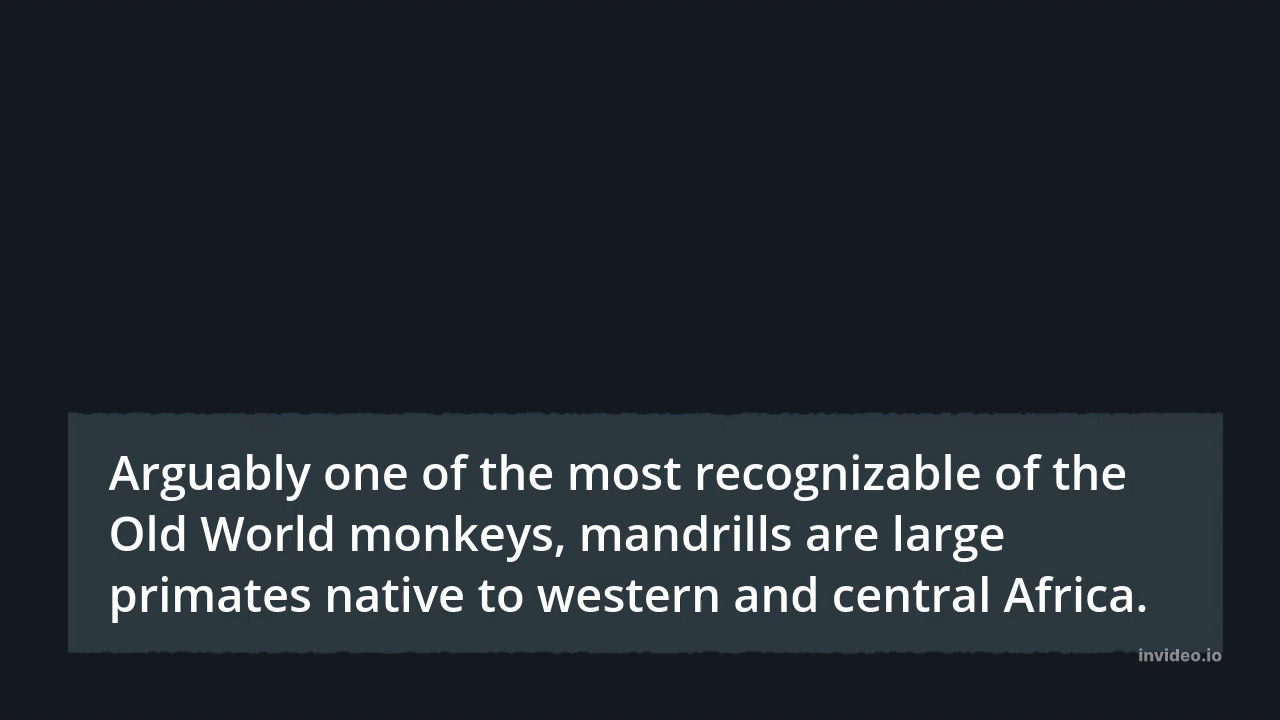 Arguably one of the most recognizable of the
Old World monkeys, mandrills are large
primates native to western and central Africa.
invideo.io